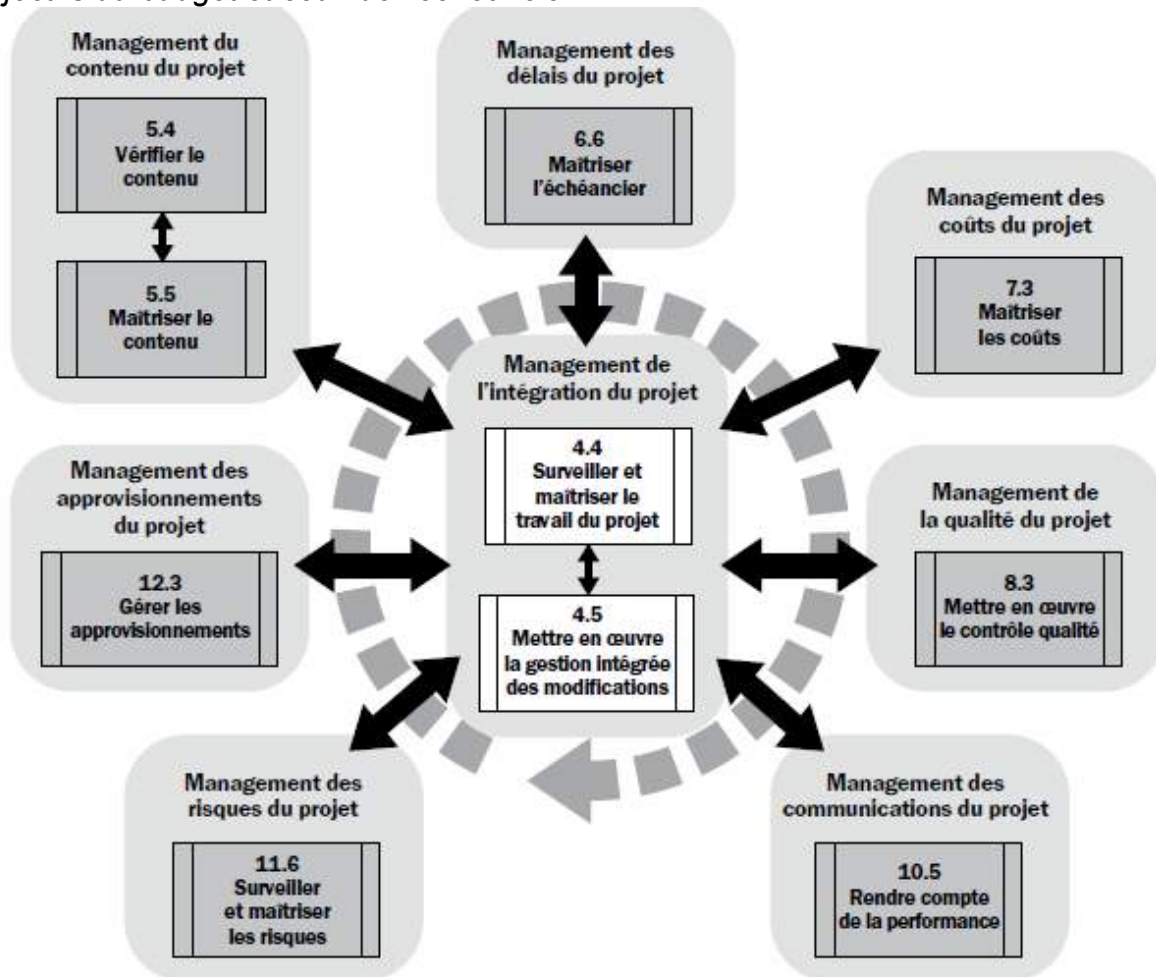 Management du
contenu du projet
5.4
Vérifier le
contenu
5.5
Maîtriser le
contenu
Management des
délais du projet
6.6
Maîtriser
l'échéancier
Management des
coûts du projet
7.3
Maîtriser
les coûts
Management de
l'intégration du projet
4.4
Surveiller et
maîtriser le
travail du projet
4.5
Mettre en œuvre
la gestion intégrée
des modifications
Management des
approvisionnements
du projet
12.3
Gérer les
approvisionnements
Management de
la qualité du projet
8.3
Mettre en œuvre
le contrôle qualité
Management des
risques du projet
11.6
Surveiller
et maîtriser
les risques
Management des
communications du projet
10.5
Rendre compte
de la performance